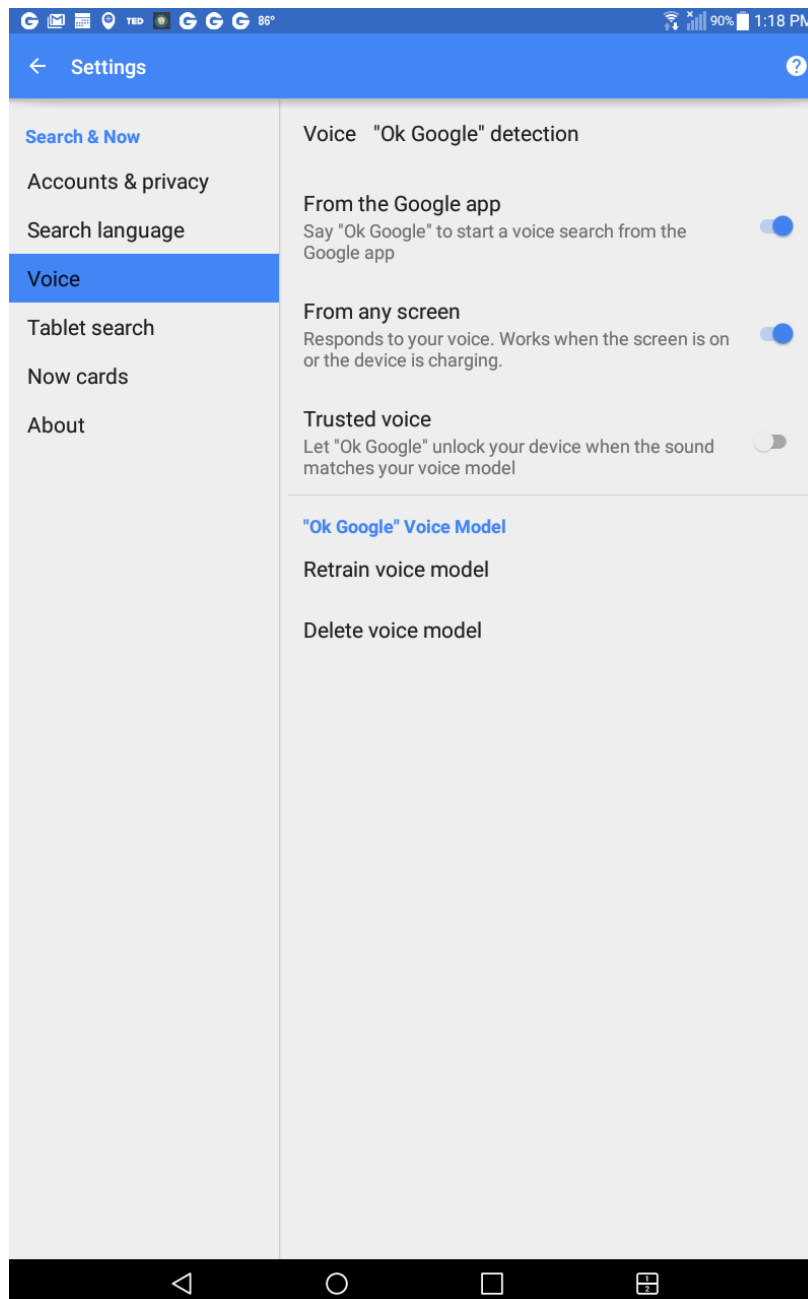 TED 86° 90% 1:18 PM
Settings
Search & Now
Accounts & privacy
Search language
Voice
Tablet search
Now cards
About
Voice "Ok Google" detection
From the Google app
Say "Ok Google" to start a voice search from the
Google app
From any screen
Responds to your voice. Works when the screen is on
or the device is charging.
Trusted voice
Let "Ok Google" unlock your device when the sound
matches your voice model
"Ok Google" Voice Model
Retrain voice model
Delete voice model